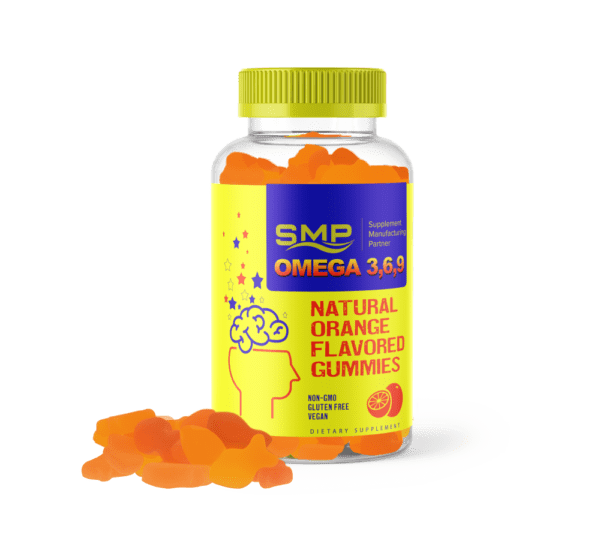 SMP
Supplement
Manufacturing
Partner
OMEGA 3,6,9
NATURAL
ORANGE
FLAVORED
GUMMIES
NON-GMO
GLUTEN FREE
VEGAN
DIETARY SUPPLEMENT